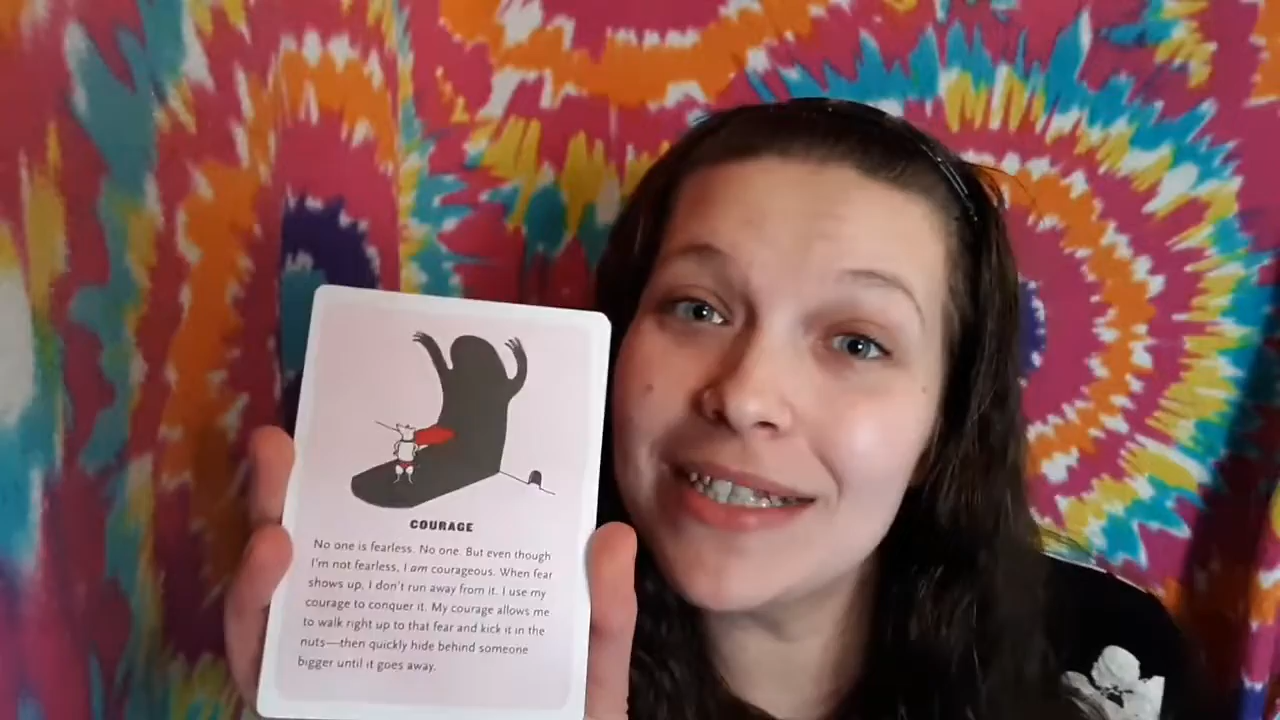 COURAGE
No one is fearless. No one. But even though
I'm not fearless, I am courageous. When fear
shows up, I don't run away from it. I use my
courage to conquer it. My courage allows me
to walk right up to that fear and kick it in the
nuts—then quickly hide behind someone
bigger until it goes away.